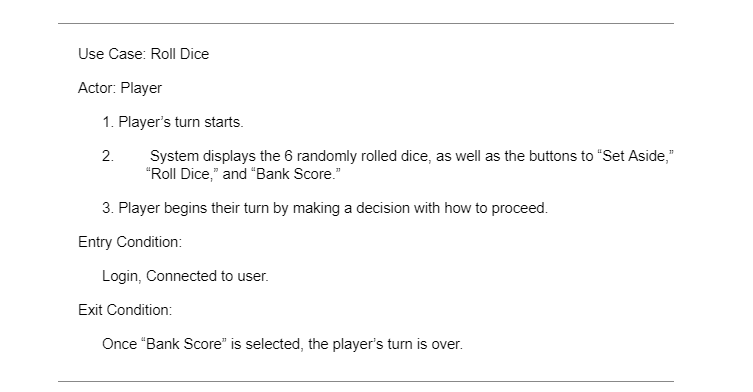 Use Case: Roll Dice
Actor: Player
1. Player’s turn starts.
2. System displays the 6 randomly rolled dice, as well as the buttons to “Set Aside,”
“Roll Dice,” and “Bank Score.”
3. Player begins their turn by making a decision with how to proceed.
Entry Condition:
Login, Connected to user.
Exit Condition:
Once “Bank Score” is selected, the player’s turn is over.